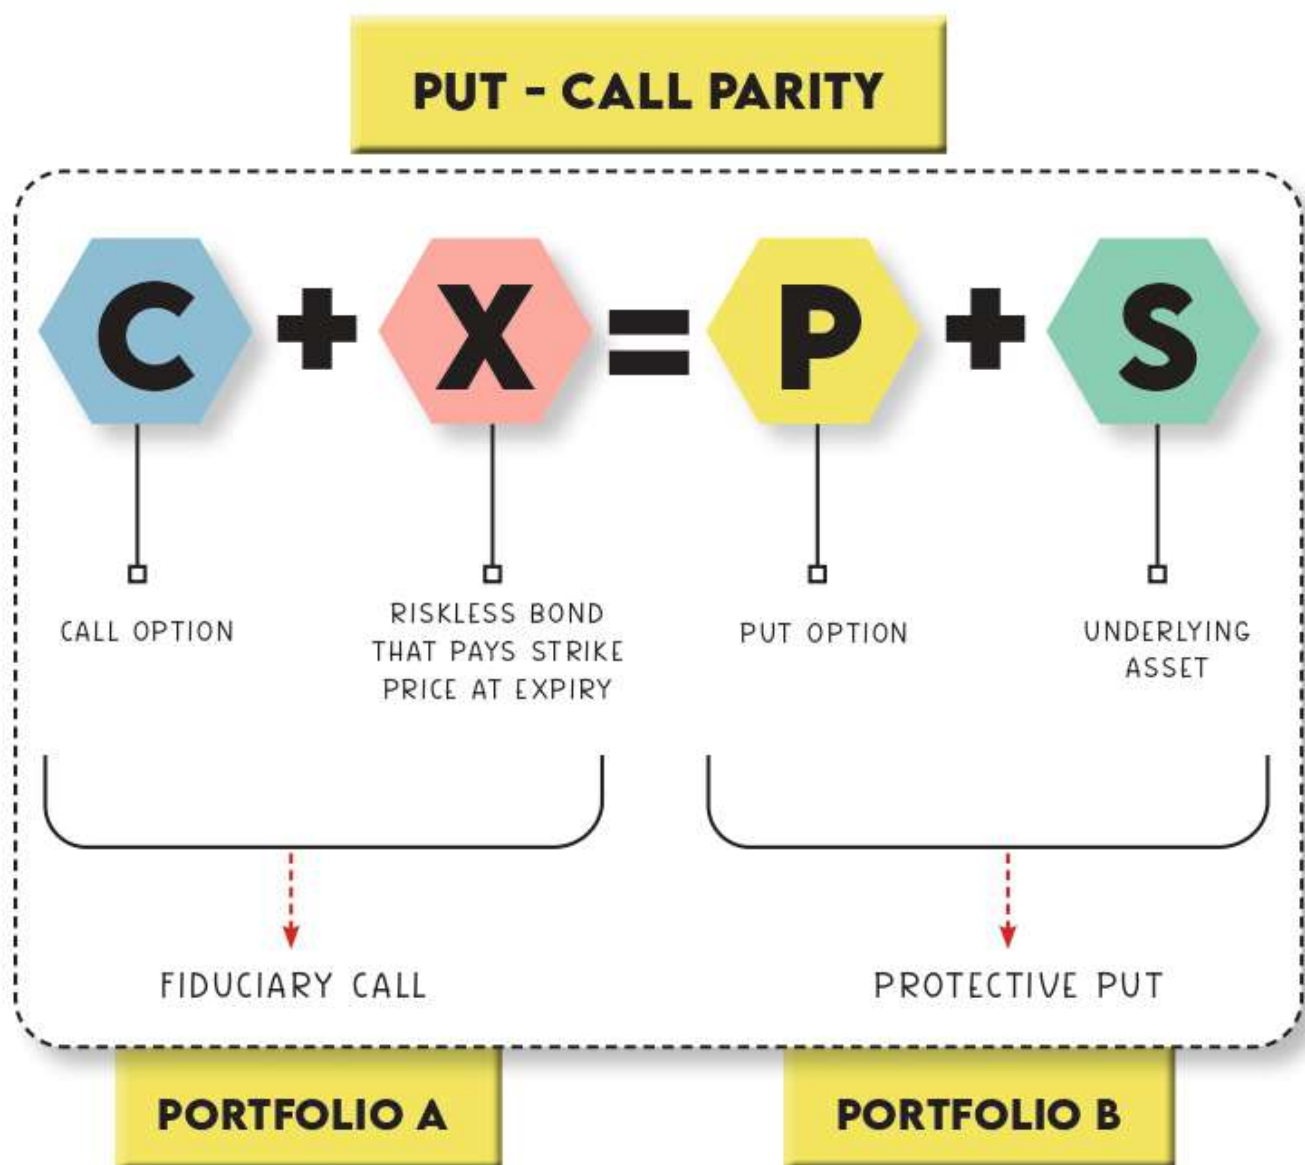 PUT - CALL PARITY
C + X = P + S
CALL OPTION
RISKLESS BOND
THAT PAYS STRIKE
PRICE AT EXPIRY
PUT OPTION
UNDERLYING
ASSET
FIDUCIARY CALL
PROTECTIVE PUT
PORTFOLIO A
PORTFOLIO B